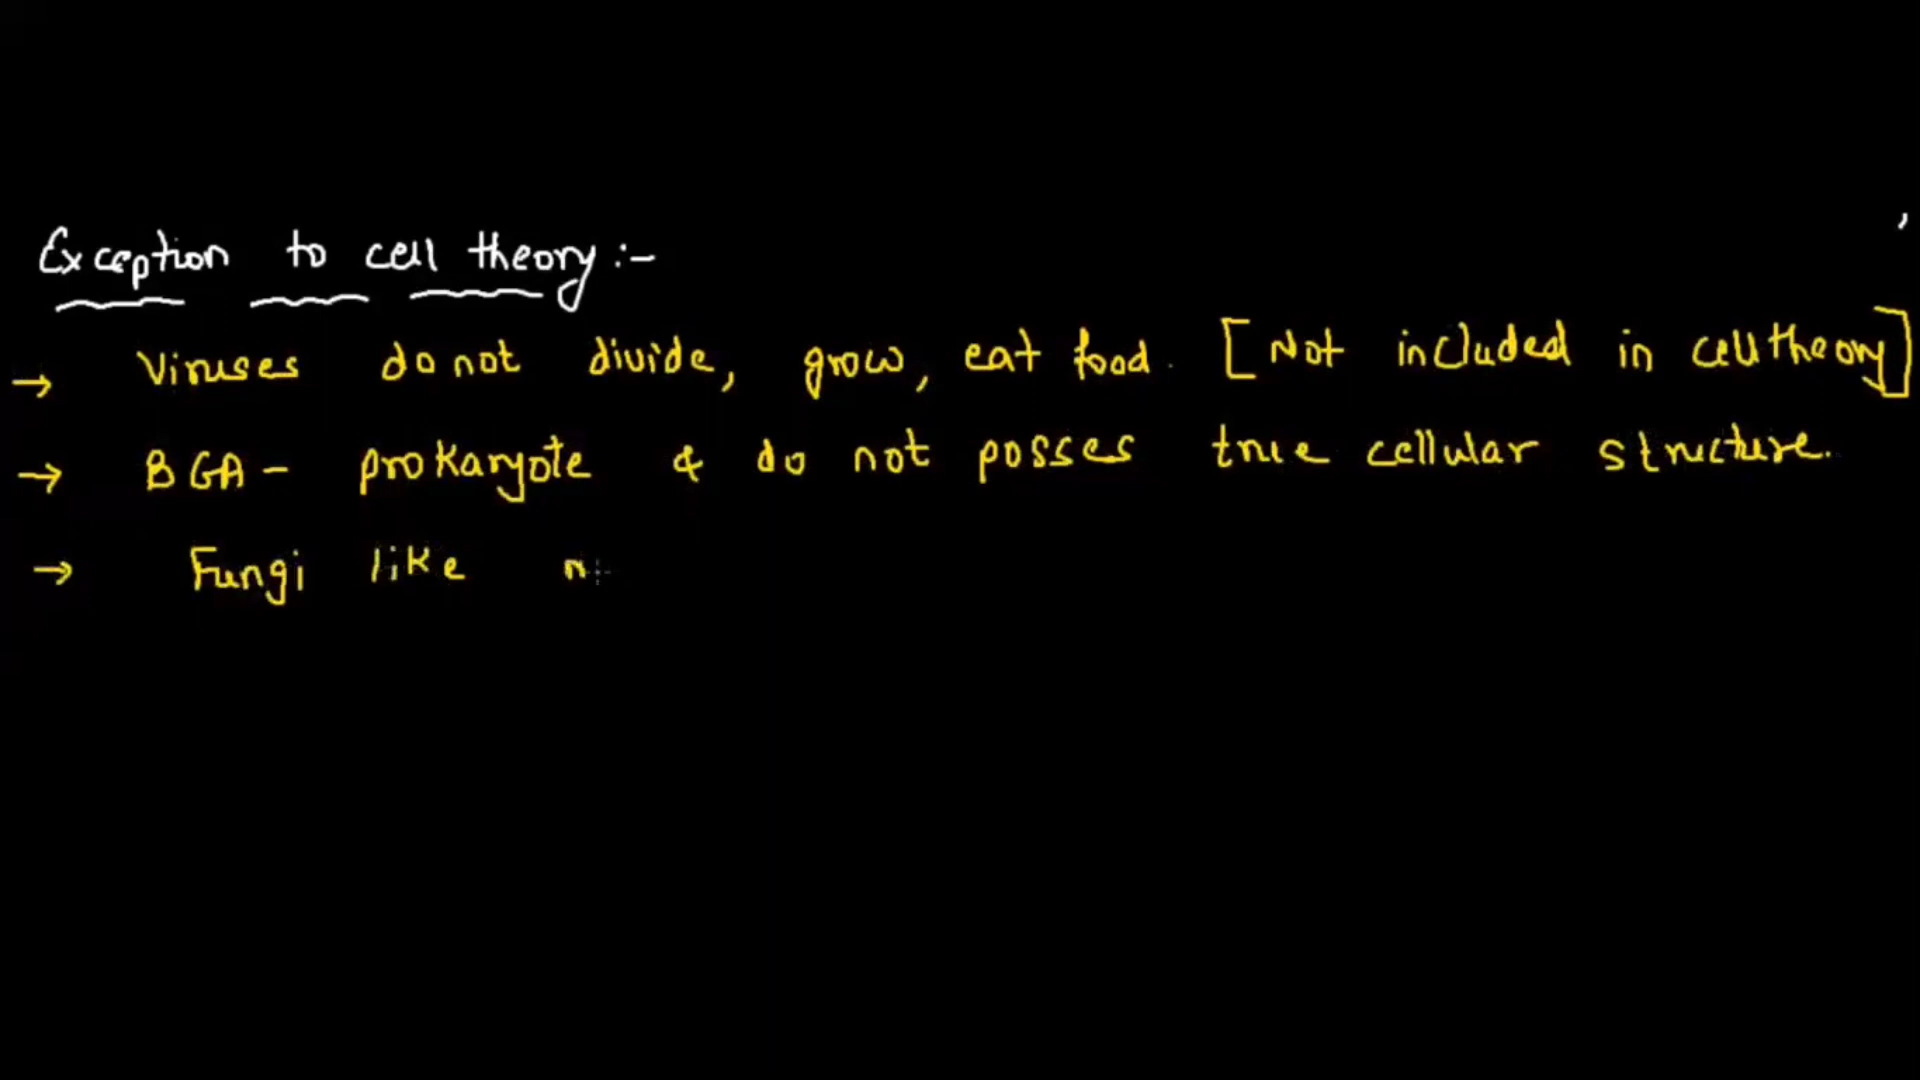 Exception to cell theory :-
→ Viruses do not divide, grow, eat food. [Not included in cell theory]
→ BGA - prokaryote & do not posses true cellular structure.
→ Fungi like